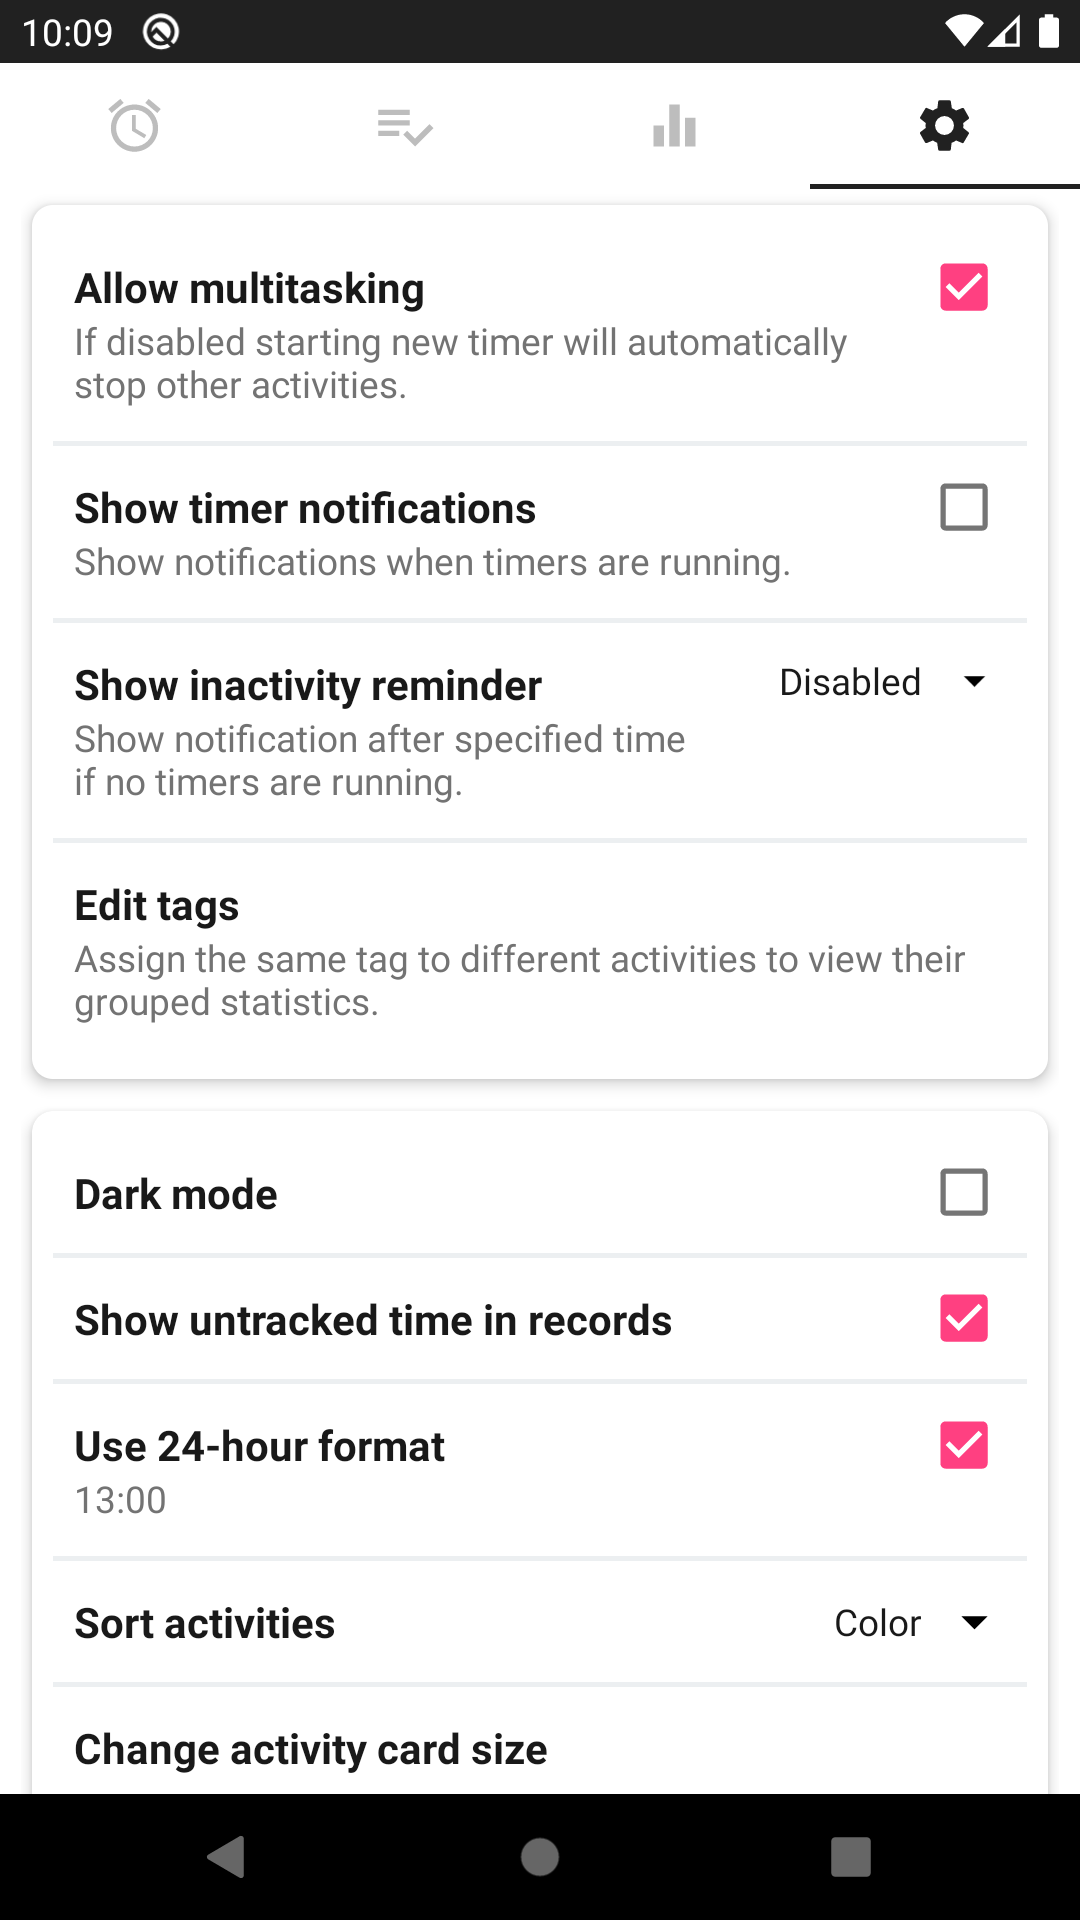 10:09
Allow multitasking
If disabled starting new timer will automatically
stop other activities.
Show timer notifications
Show notifications when timers are running.
Show inactivity reminder
Disabled
Show notification after specified time
if no timers are running.
Edit tags
Assign the same tag to different activities to view their
grouped statistics.
Dark mode
Show untracked time in records
Use 24-hour format
13:00
Sort activities
Color
Change activity card size